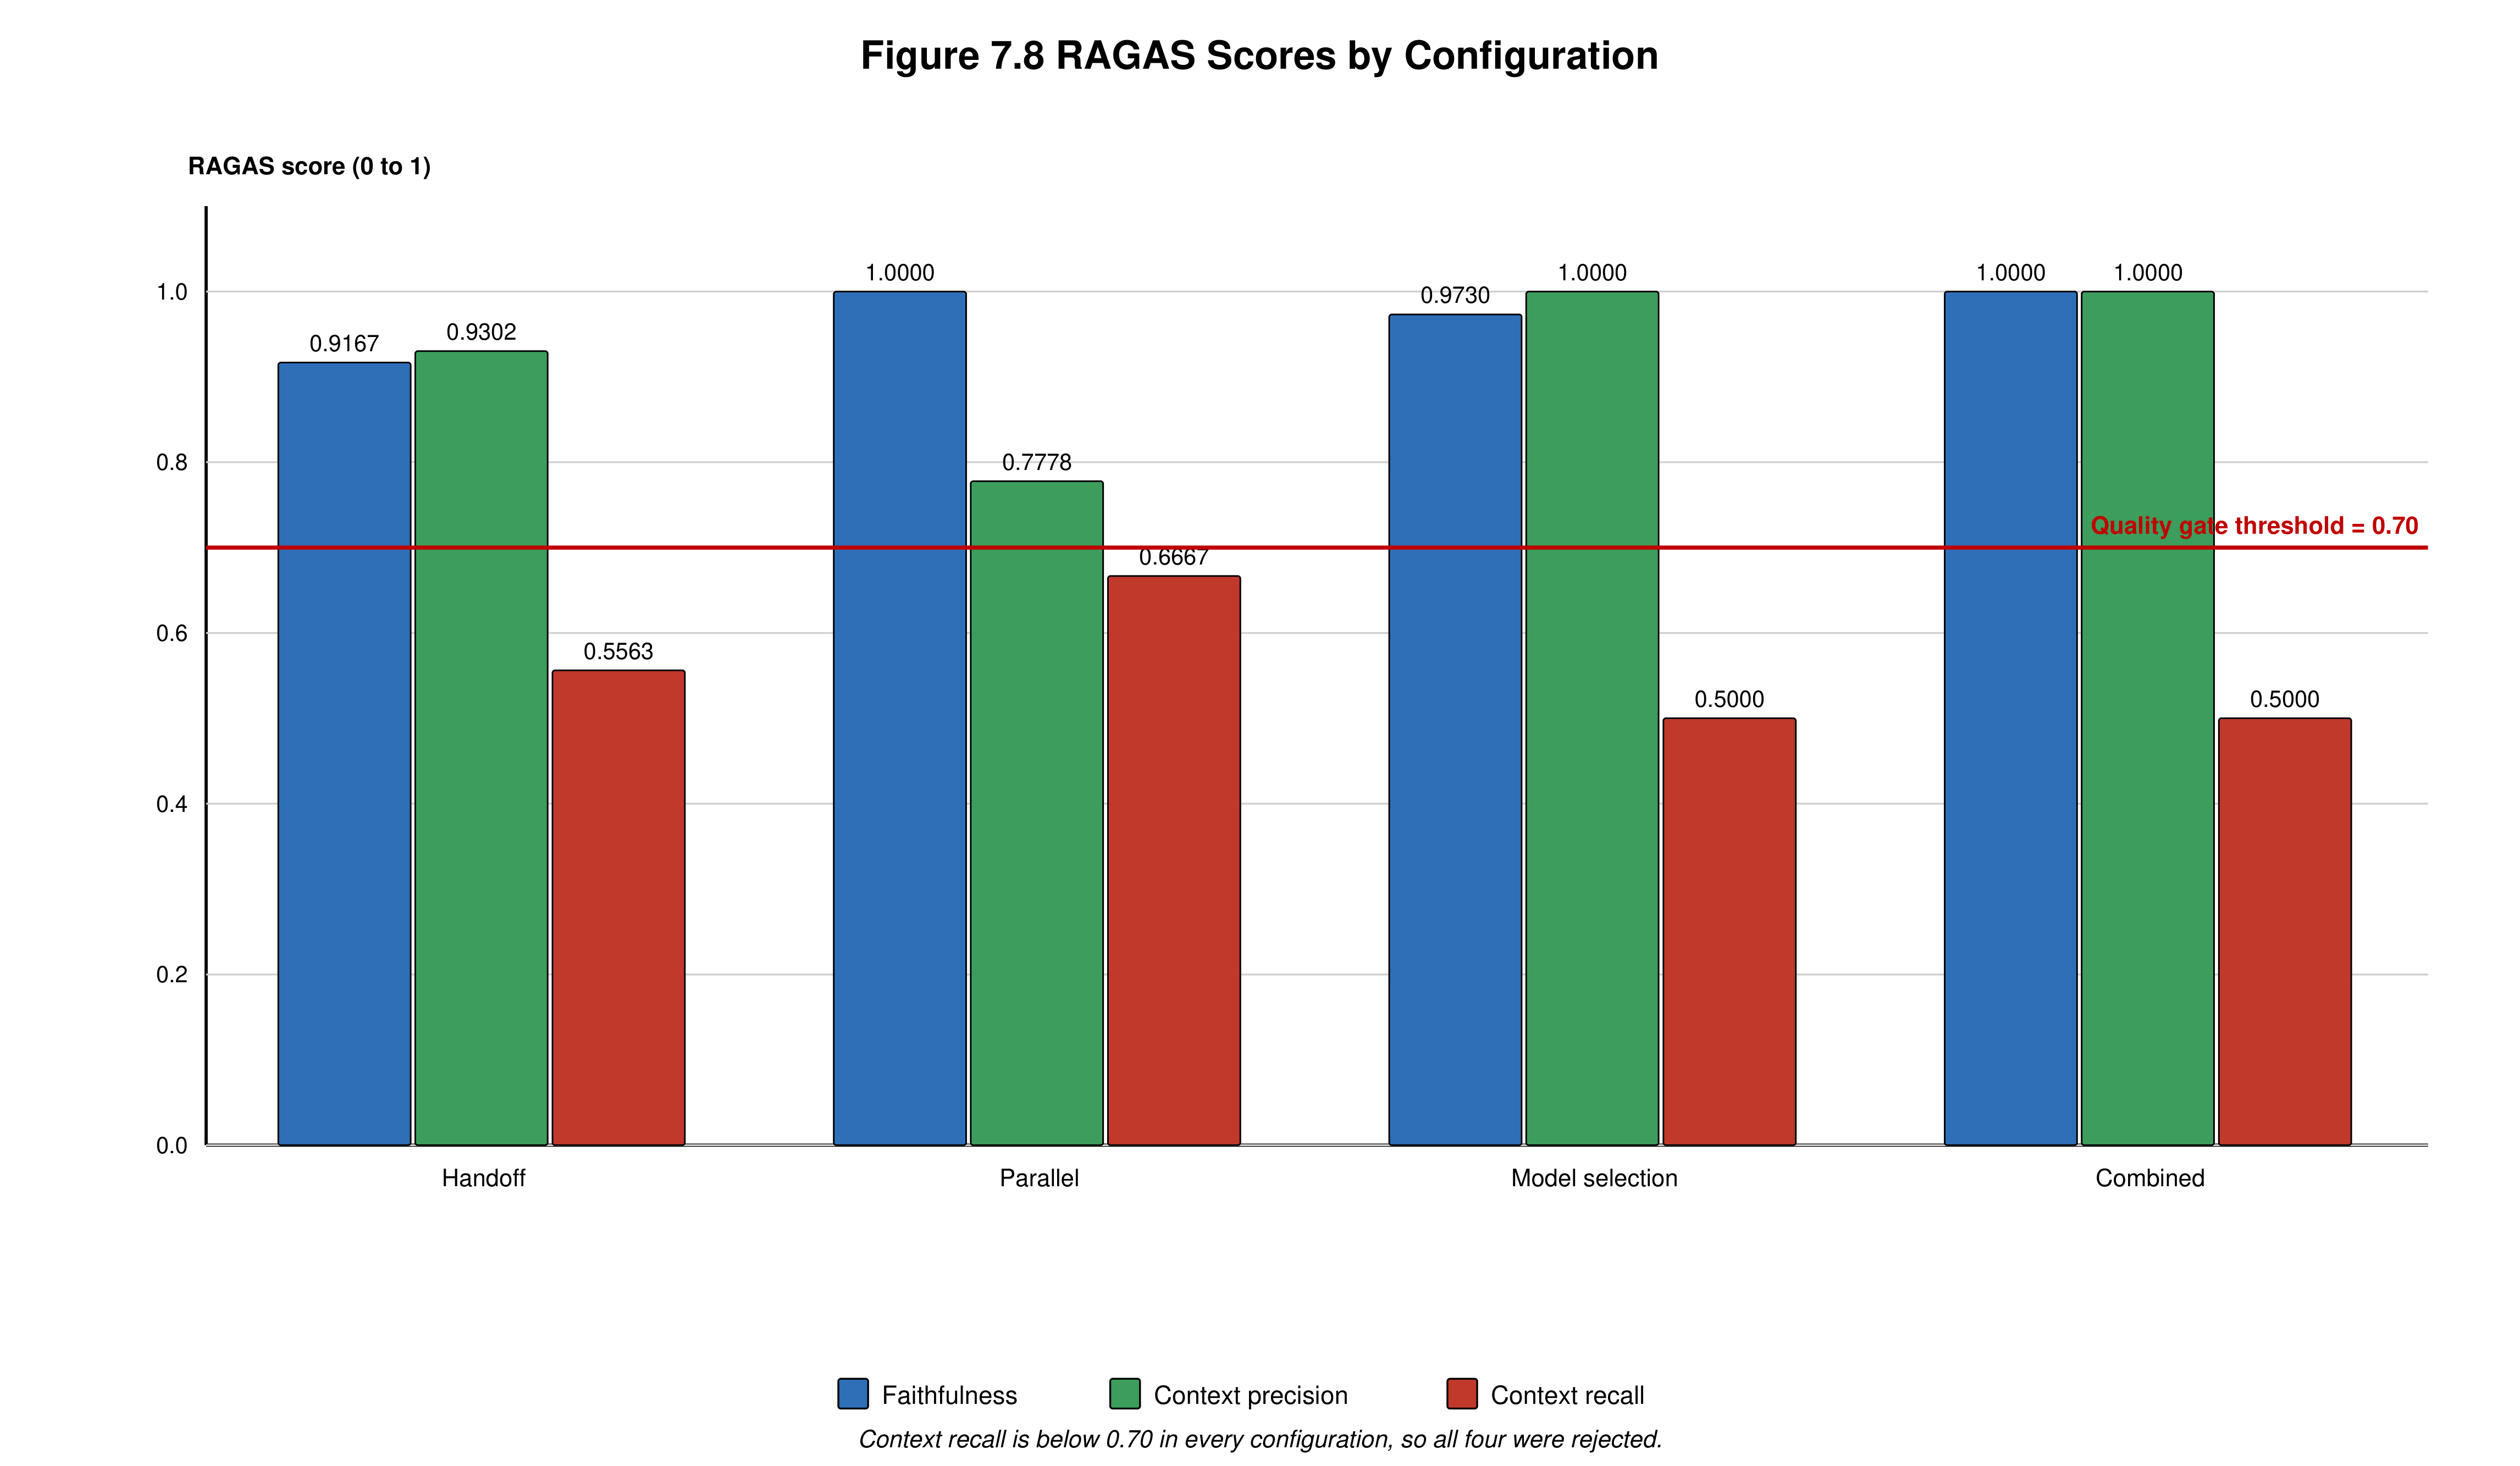 Figure 7.8 RAGAS Scores by Configuration
RAGAS score (0 to 1)
1.0000
1.0000
1.0000 1.0000
1.0
0.9730
0.9167
0.9302
0.8
0.7778
Quality gate threshold = 0.70
0.6667
0.6
0.5563
0.5000
0.5000
0.4
0.2
0.0
Handoff
Parallel
Model selection
Combined
Faithfulness
Context precision
Context recall
Context recall is below 0.70 in every configuration, so all four were rejected.